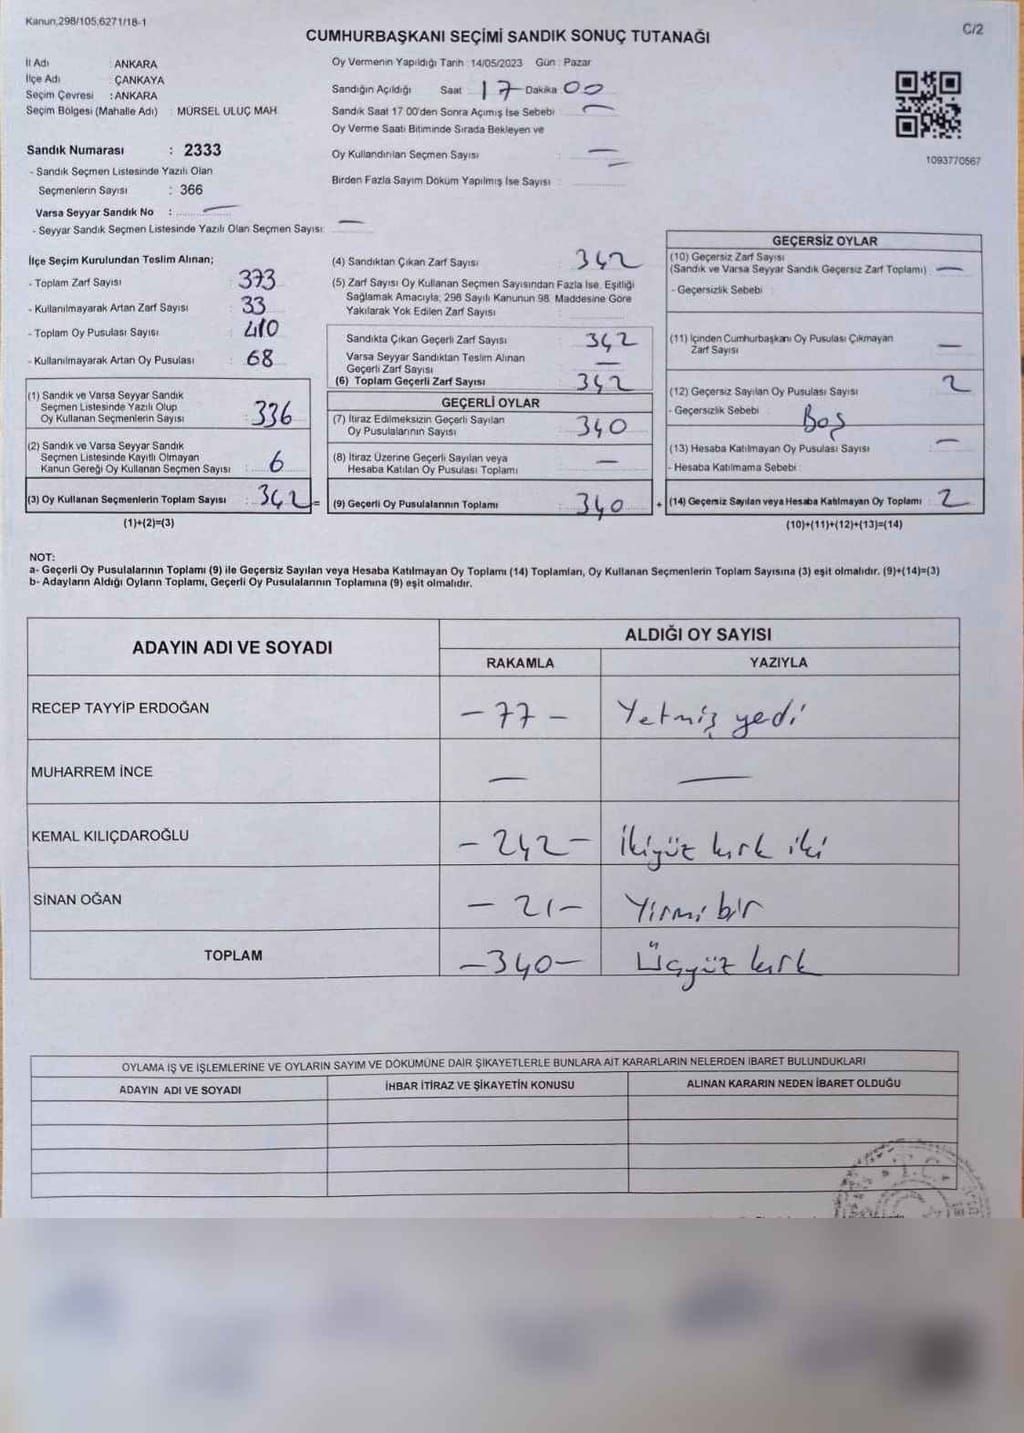 Kanun,298/105,6271/18-1
C/2
CUMHURBAŞKANI SEÇİMİ SANDIK SONUÇ TUTANAĞI
İl Adı : ANKARA
İlçe Adı : ÇANKAYA
Seçim Çevresi : ANKARA
Seçim Bölgesi (Mahalle Adı) : MÜRSEL ULUÇ MAH
Sandık Numarası : 2333
- Sandık Seçmen Listesinde Yazılı Olan
Seçmenlerin Sayısı : 366
Varsa Seyyar Sandık No : —
- Seyyar Sandık Seçmen Listesinde Yazılı Olan Seçmen Sayısı: —
Oy Vermenin Yapıldığı Tarih : 14/05/2023 Gün : Pazar
Sandığın Açıldığı Saat 17 Dakika 00
Sandık Saat 17.00'den Sonra Açımış İse Sebebi : —
Oy Verme Saati Bitiminde Sırada Bekleyen ve
Oy Kullandırılan Seçmen Sayısı : —
Birden Fazla Sayım Döküm Yapılmış İse Sayısı : —
1093770567
İlçe Seçim Kurulundan Teslim Alınan;
- Toplam Zarf Sayısı : 373
- Kullanılmayarak Artan Zarf Sayısı : 33
- Toplam Oy Pusulası Sayısı : 410
- Kullanılmayarak Artan Oy Pusulası : 68
(1) Sandık ve Varsa Seyyar Sandık
Seçmen Listesinde Yazılı Olup
Oy Kullanan Seçmenlerin Sayısı : 336
(2) Sandık ve Varsa Seyyar Sandık
Seçmen Listesinde Kayıtlı Olmayan
Kanun Gereği Oy Kullanan Seçmen Sayısı : 6
(3) Oy Kullanan Seçmenlerin Toplam Sayısı : 342 =
(1)+(2)=(3)
(4) Sandıktan Çıkan Zarf Sayısı : 342
(5) Zarf Sayısı Oy Kullanan Seçmen Sayısından Fazla İse, Eşitliği
Sağlamak Amacıyla, 298 Sayılı Kanunun 98. Maddesine Göre
Yakılarak Yok Edilen Zarf Sayısı :
Sandıkta Çıkan Geçerli Zarf Sayısı : 342
Varsa Seyyar Sandıktan Teslim Alınan
Geçerli Zarf Sayısı : —
(6) Toplam Geçerli Zarf Sayısı : 342
GEÇERLİ OYLAR
(7) İtiraz Edilmeksizin Geçerli Sayılan
Oy Pusulalarının Sayısı : 340
(8) İtiraz Üzerine Geçerli Sayılan veya
Hesaba Katılan Oy Pusulası Toplamı : —
(9) Geçerli Oy Pusulalarının Toplamı : 340 +
GEÇERSİZ OYLAR
(10) Geçersiz Zarf Sayısı
(Sandık ve Varsa Seyyar Sandık Geçersiz Zarf Toplamı) : —
- Geçersizlik Sebebi :
(11) İçinden Cumhurbaşkanı Oy Pusulası Çıkmayan
Zarf Sayısı —
(12) Geçersiz Sayılan Oy Pusulası Sayısı 2
- Geçersizlik Sebebi : Boş
(13) Hesaba Katılmayan Oy Pusulası Sayısı —
- Hesaba Katılmama Sebebi :
(14) Geçersiz Sayılan veya Hesaba Katılmayan Oy Toplamı 2
(10)+(11)+(12)+(13)=(14)
NOT:
a- Geçerli Oy Pusulalarının Toplamı (9) ile Geçersiz Sayılan veya Hesaba Katılmayan Oy Toplamı (14) Toplamları, Oy Kullanan Seçmenlerin Toplam Sayısına (3) eşit olmalıdır. (9)+(14)=(3)
b- Adayların Aldığı Oyların Toplamı, Geçerli Oy Pusulalarının Toplamına (9) eşit olmalıdır.
ADAYIN ADI VE SOYADI ALDIĞI OY SAYISI
RAKAMLA YAZIYLA
RECEP TAYYİP ERDOĞAN - 77 - Yetmiş yedi
MUHARREM İNCE — —
KEMAL KILIÇDAROĞLU - 242 - İkiyüz kırk iki
SİNAN OĞAN - 21 - Yirmi bir
TOPLAM - 340 - Üçyüz kırk
OYLAMA İŞ VE İŞLEMLERİNE VE OYLARIN SAYIM VE DÖKÜMÜNE DAİR ŞİKAYETLERLE BUNLARA AİT KARARLARIN NELERDEN İBARET BULUNDUKLARI
ADAYIN ADI VE SOYADI İHBAR İTİRAZ VE ŞİKAYETİN KONUSU ALINAN KARARIN NEDEN İBARET OLDUĞU
T.C.